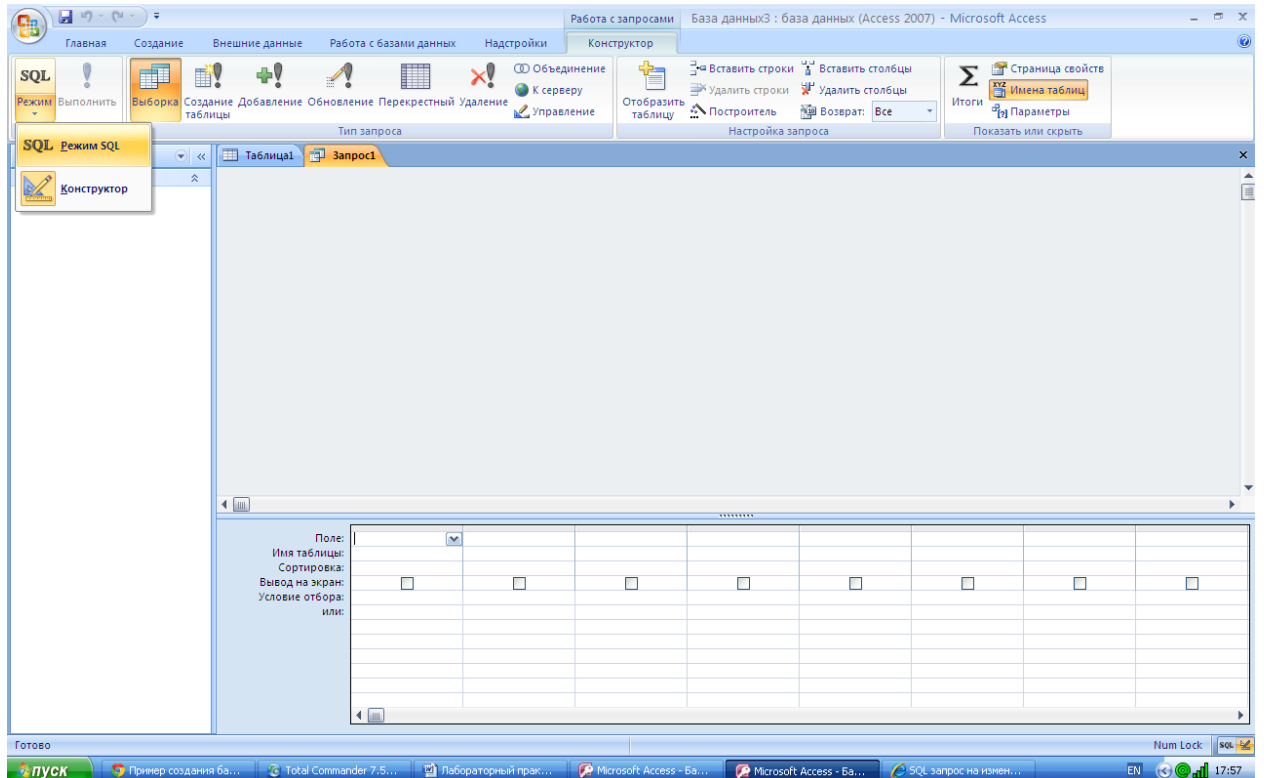 Работа с запросами База данных3 : база данных (Access 2007) - Microsoft Access
Главная Создание Внешние данные Работа с базами данных Надстройки Конструктор
SQL
Режим
Выполнить
Выборка
Создание таблицы
Добавление
Обновление
Перекрестный
Удаление
Объединение
К серверу
Управление
Тип запроса
Отобразить таблицу
Вставить строки
Удалить строки
Построитель
Вставить столбцы
Удалить столбцы
Возврат: Все
Настройка запроса
Итоги
Страница свойств
Имена таблиц
Параметры
Показать или скрыть
SQL Режим SQL
Конструктор
Таблица1 Запрос1
Поле:
Имя таблицы:
Сортировка:
Вывод на экран:
Условие отбора:
или:
Готово Num Lock SQL
пуск Пример создания ба... Total Commander 7.5... Лабораторный прак... Microsoft Access - Ба... Microsoft Access - Ба... SQL запрос на измен... EN 17:57